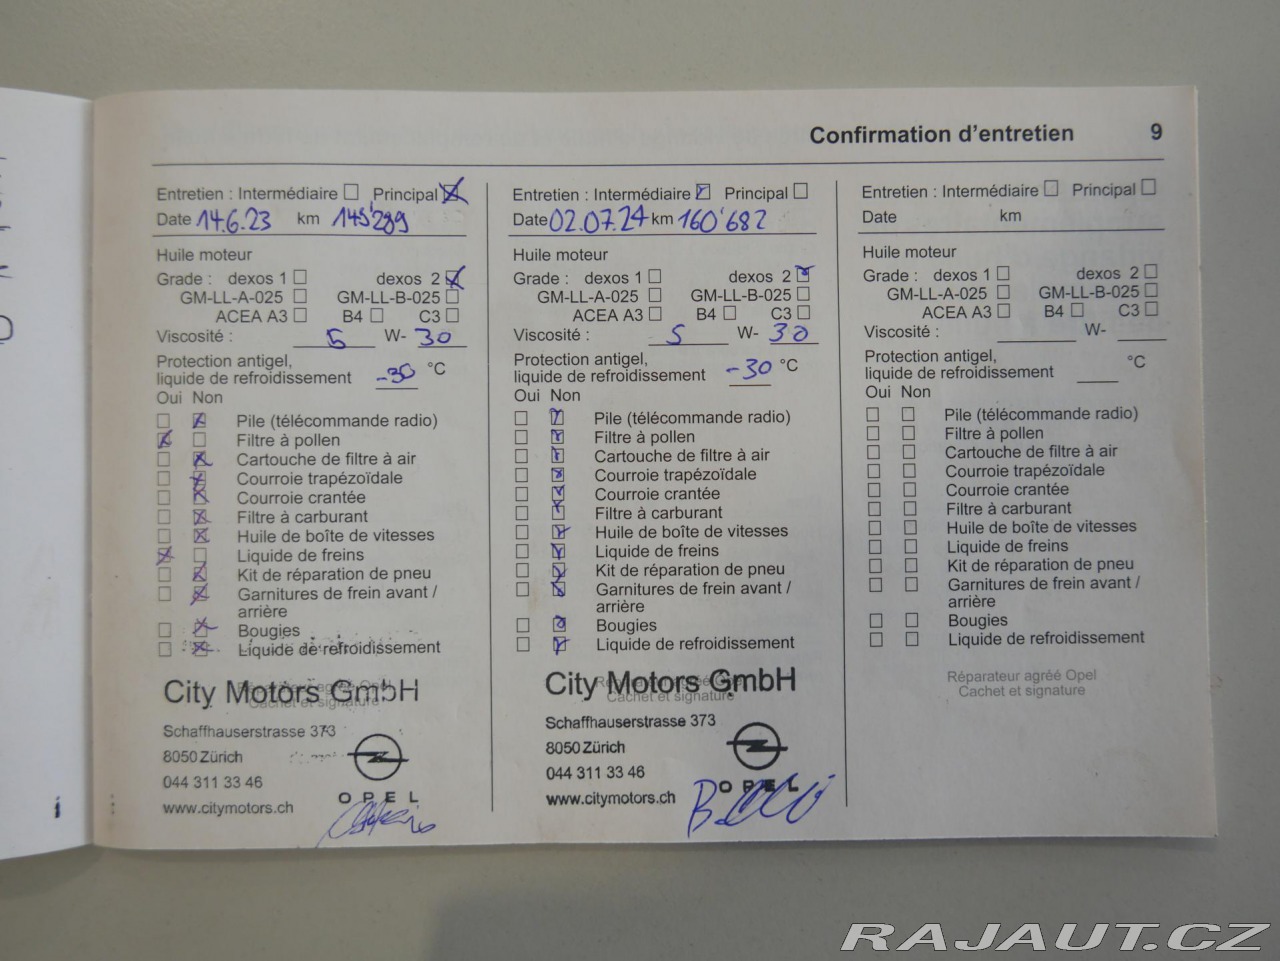 Confirmation d'entretien 9
Entretien : Intermédiaire Principal
Date 14.6.23 km 145'289
Huile moteur
Grade : dexos 1 dexos 2
GM-LL-A-025 GM-LL-B-025
ACEA A3 B4 C3
Viscosité : 5 W- 30
Protection antigel,
liquide de refroidissement -30 °C
Oui Non
Pile (télécommande radio)
Filtre à pollen
Cartouche de filtre à air
Courroie trapézoïdale
Courroie crantée
Filtre à carburant
Huile de boîte de vitesses
Liquide de freins
Kit de réparation de pneu
Garnitures de frein avant /
arrière
Bougies
Liquide de refroidissement
Réparateur agréé Opel
Cachet et signature
City Motors GmbH
Schaffhauserstrasse 373
8050 Zürich
044 311 33 46
www.citymotors.ch
OPEL
Entretien : Intermédiaire Principal
Date 02.07.24 km 160'682
Huile moteur
Grade : dexos 1 dexos 2
GM-LL-A-025 GM-LL-B-025
ACEA A3 B4 C3
Viscosité : 5 W- 30
Protection antigel,
liquide de refroidissement -30 °C
Oui Non
Pile (télécommande radio)
Filtre à pollen
Cartouche de filtre à air
Courroie trapézoïdale
Courroie crantée
Filtre à carburant
Huile de boîte de vitesses
Liquide de freins
Kit de réparation de pneu
Garnitures de frein avant /
arrière
Bougies
Liquide de refroidissement
Réparateur agréé Opel
Cachet et signature
City Motors GmbH
Schaffhauserstrasse 373
8050 Zürich
044 311 33 46
www.citymotors.ch
OPEL
Entretien : Intermédiaire Principal
Date km
Huile moteur
Grade : dexos 1 dexos 2
GM-LL-A-025 GM-LL-B-025
ACEA A3 B4 C3
Viscosité : W-
Protection antigel,
liquide de refroidissement °C
Oui Non
Pile (télécommande radio)
Filtre à pollen
Cartouche de filtre à air
Courroie trapézoïdale
Courroie crantée
Filtre à carburant
Huile de boîte de vitesses
Liquide de freins
Kit de réparation de pneu
Garnitures de frein avant /
arrière
Bougies
Liquide de refroidissement
Réparateur agréé Opel
Cachet et signature
RAJAUT.CZ